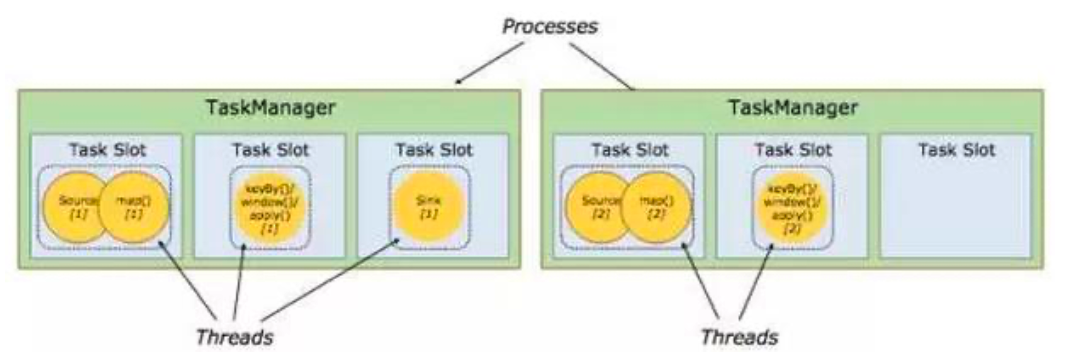 Processes
TaskManager
Task Slot
Task Slot
Task Slot
Source
[1]
map()
[1]
keyBy()/
window()/
apply()
[1]
Sink
[1]
Threads
TaskManager
Task Slot
Task Slot
Task Slot
Source
[2]
map()
[2]
keyBy()/
window()/
apply()
[2]
Threads